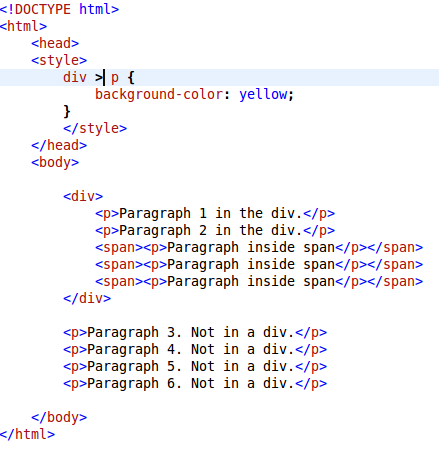 <!DOCTYPE html>
<html>
    <head>
    <style>
        div > p {
            background-color: yellow;
        }
        </style>
    </head>
    <body>

        <div>
            <p>Paragraph 1 in the div.</p>
            <p>Paragraph 2 in the div.</p>
            <span><p>Paragraph inside span</p></span>
            <span><p>Paragraph inside span</p></span>
            <span><p>Paragraph inside span</p></span>
        </div>

        <p>Paragraph 3. Not in a div.</p>
        <p>Paragraph 4. Not in a div.</p>
        <p>Paragraph 5. Not in a div.</p>
        <p>Paragraph 6. Not in a div.</p>

    </body>
</html>